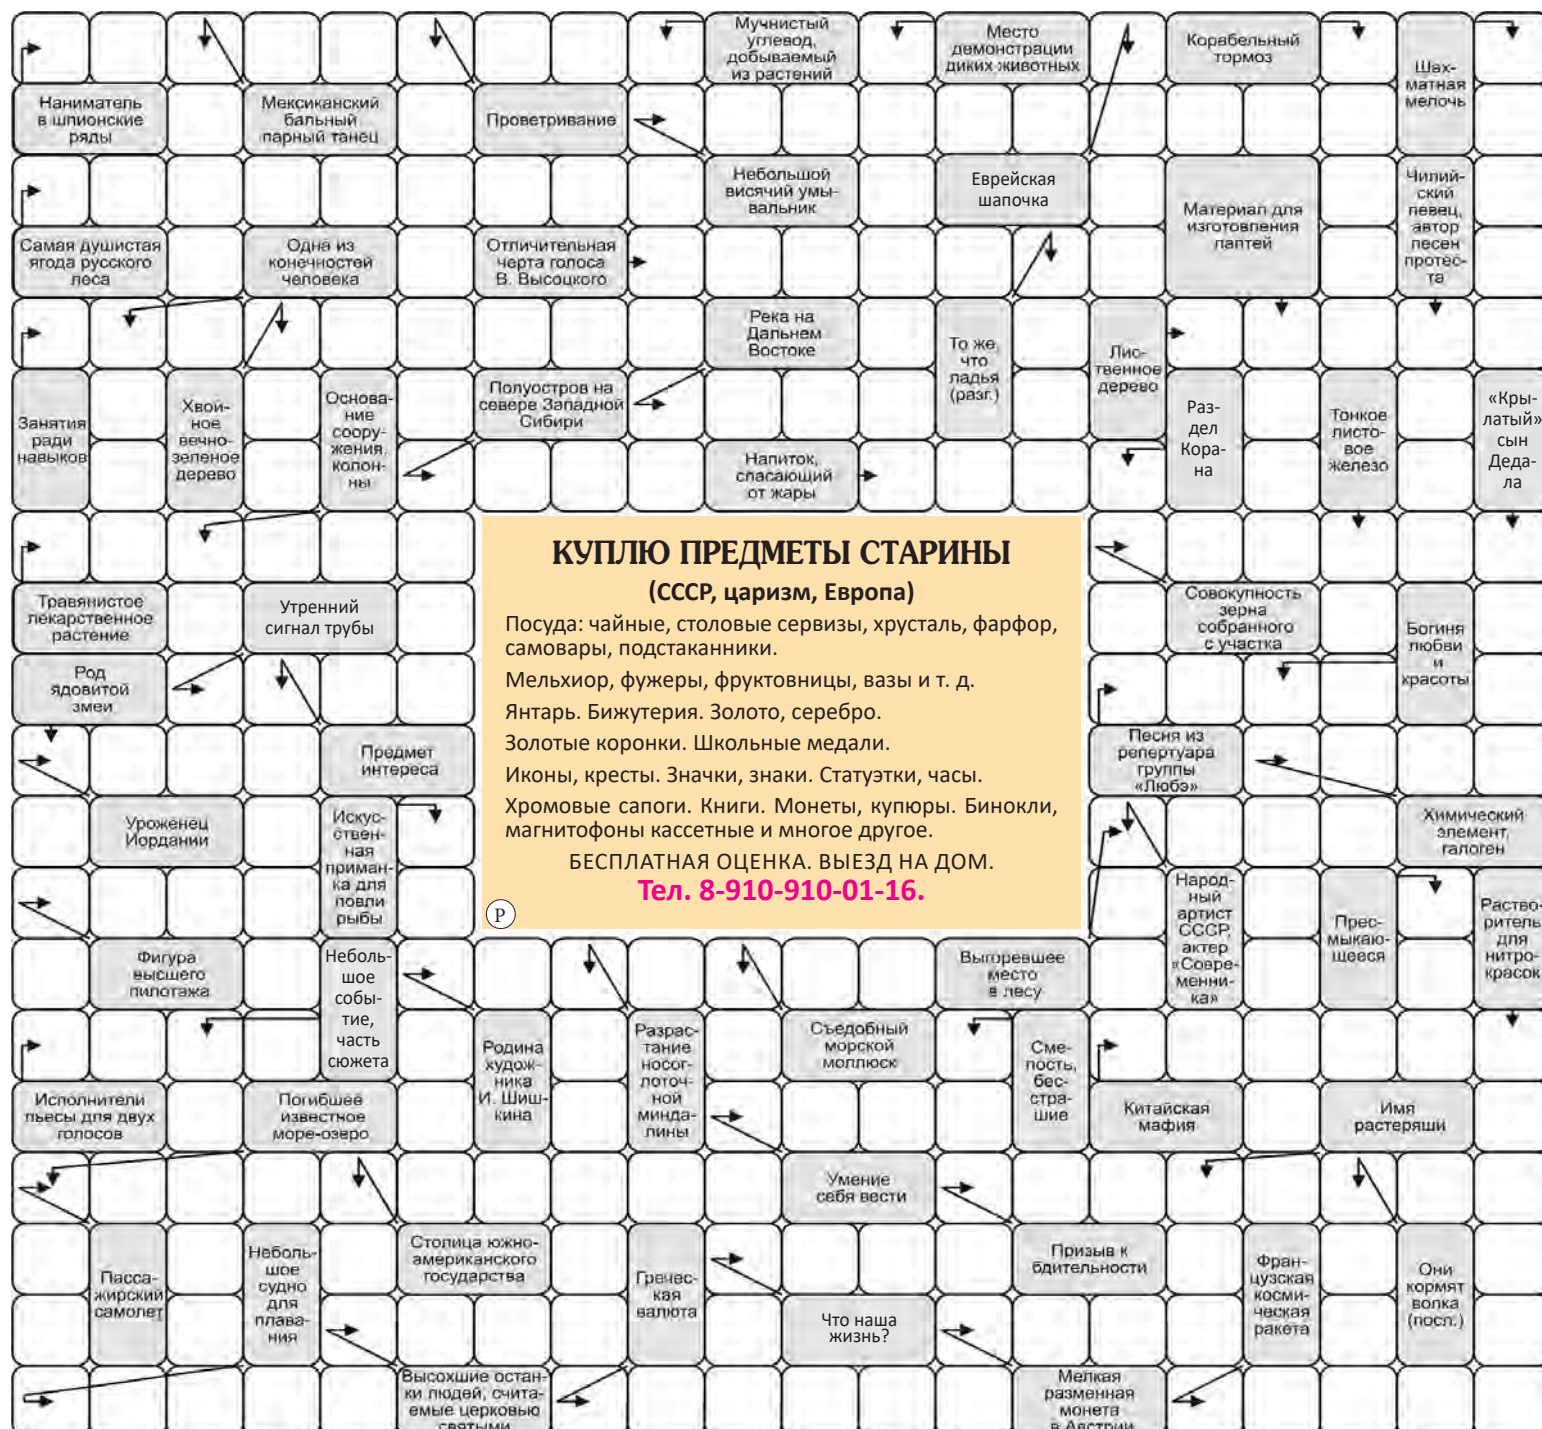 Мучнистый
углевод,
добываемый
из растений
Место
демонстрации
диких животных
Корабельный
тормоз
Шах-
матная
мелочь
Наниматель
в шпионские
ряды
Мексиканский
бальный
парный танец
Проветривание
Небольшой
висячий умы-
вальник
Еврейская
шапочка
Материал для
изготовления
лаптей
Чилий-
ский
певец,
автор
песен
протес-
та
Самая душистая
ягода русского
леса
Одна из
конечностей
человека
Отличительная
черта голоса
В. Высоцкого
Река на
Дальнем
Востоке
То же,
что
ладья
(разг.)
Лис-
твенное
дерево
Занятия
ради
навыков
Хвой-
ное
вечно-
зеленое
дерево
Основа-
ние
соору-
жения,
колон-
ны
Полуостров на
севере Западной
Сибири
Раз-
дел
Кора-
на
Тонкое
листо-
вое
железо
«Кры-
латый»
сын
Деда-
ла
Напиток,
спасающий
от жары
КУПЛЮ ПРЕДМЕТЫ СТАРИНЫ
(СССР, царизм, Европа)
Посуда: чайные, столовые сервизы, хрусталь, фарфор,
самовары, подстаканники.
Мельхиор, фужеры, фруктовницы, вазы и т. д.
Янтарь. Бижутерия. Золото, серебро.
Золотые коронки. Школьные медали.
Иконы, кресты. Значки, знаки. Статуэтки, часы.
Хромовые сапоги. Книги. Монеты, купюры. Бинокли,
магнитофоны кассетные и многое другое.
БЕСПЛАТНАЯ ОЦЕНКА. ВЫЕЗД НА ДОМ.
Тел. 8-910-910-01-16.
Р
Травянистое
лекарственное
растение
Утренний
сигнал трубы
Совокупность
зерна
собранного
с участка
Богиня
любви
и
красоты
Род
ядовитой
змеи
Предмет
интереса
Песня из
репертуара
группы
«Любэ»
Уроженец
Иордании
Искус-
ствен-
ная
приман-
ка для
ловли
рыбы
Химический
элемент,
галоген
Народ-
ный
артист
СССР,
актер
«Совре-
менни-
ка»
Прес-
мыкаю-
щееся
Раство-
ритель
для
нитро-
красок
Фигура
высшего
пилотажа
Неболь-
шое
собы-
тие,
часть
сюжета
Выгоревшее
место
в лесу
Родина
худож-
ника
И. Шиш-
кина
Разрас-
тание
носог-
лоточ-
ной
минда-
лины
Съедобный
морской
моллюск
Сме-
лость,
бес-
стра-
шие
Исполнители
пьесы для двух
голосов
Погибшее
известное
море-озеро
Китайская
мафия
Имя
растеряши
Умение
себя вести
Пасса-
жирский
самолет
Неболь-
шое
судно
для
плава-
ния
Столица южно-
американского
государства
Гречес-
кая
валюта
Призыв к
бдительности
Фран-
цузская
косми-
ческая
ракета
Они
кормят
волка
(посл.)
Что наша
жизнь?
Высохшие остан-
ки людей, счита-
емые церковью
святыми
Мелкая
разменная
монета
в Австрии